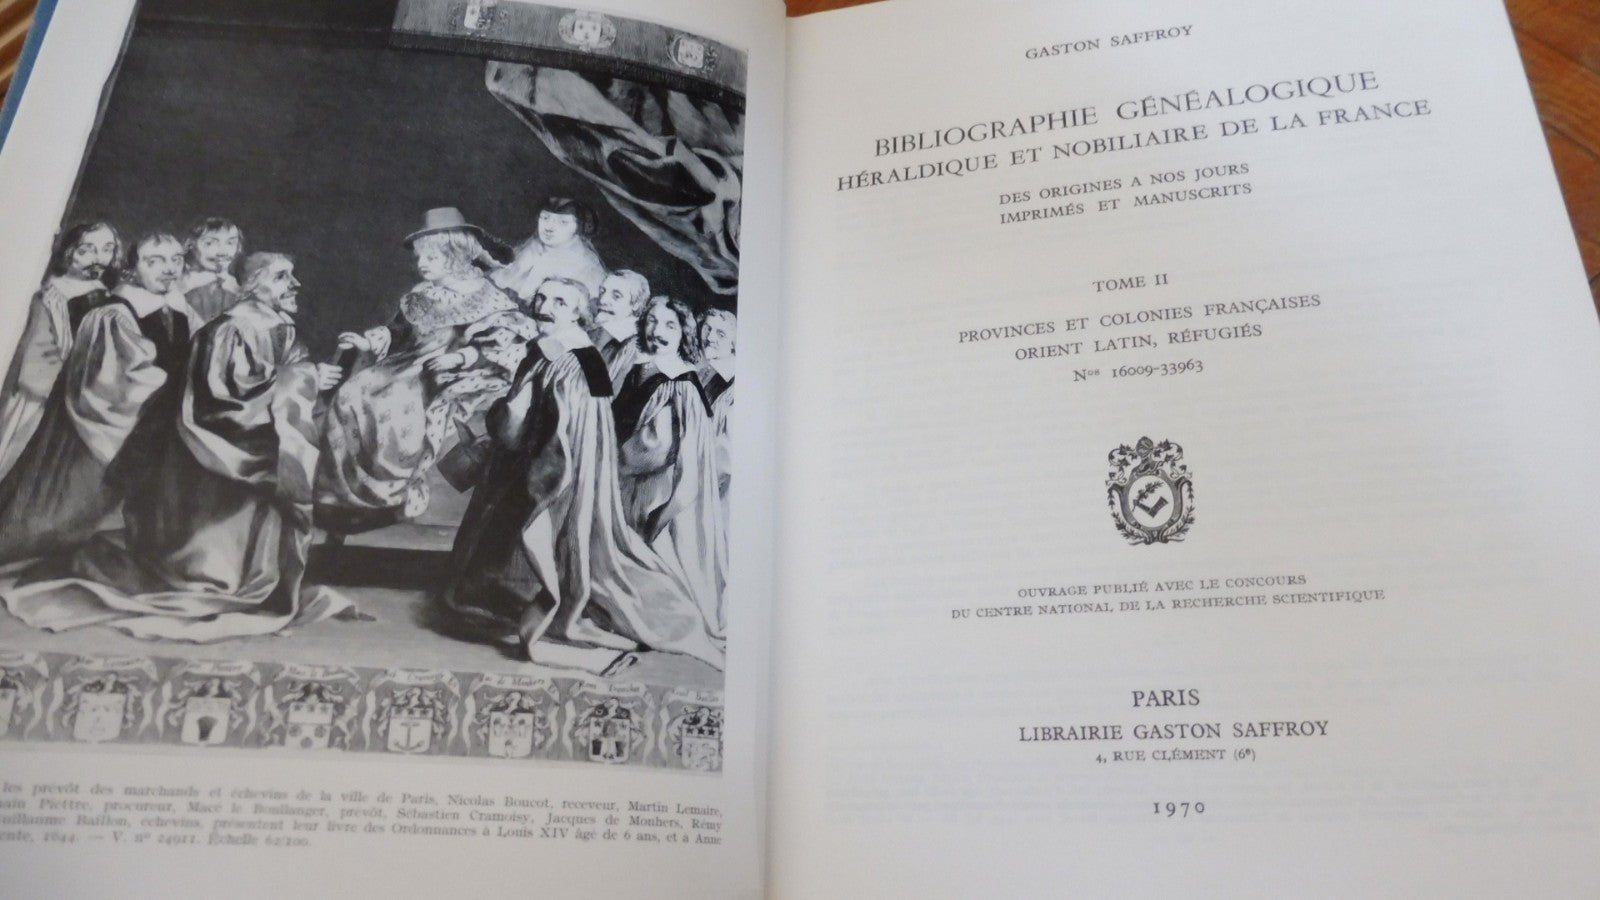 les prévôt des marchands et échevins de la ville de Paris, Nicolas Boucot, receveur, Martin Lemaire,
Piettre, procureur, Macé le Boullanger, prévôt, Sébastien Cramoisy, Jacques de Monhers, Rémy
Guillaume Baillon, échevins, présentent leur livre des Ordonnances à Louis XIV âgé de 6 ans, et à Anne
1644. — V. nº 24911. Échelle 62/100.
GASTON SAFFROY
BIBLIOGRAPHIE GÉNÉALOGIQUE
HÉRALDIQUE ET NOBILIAIRE DE LA FRANCE
DES ORIGINES A NOS JOURS
IMPRIMÉS ET MANUSCRITS
TOME II
PROVINCES ET COLONIES FRANÇAISES
ORIENT LATIN, RÉFUGIÉS
Nos 16009-33963
OUVRAGE PUBLIÉ AVEC LE CONCOURS
DU CENTRE NATIONAL DE LA RECHERCHE SCIENTIFIQUE
PARIS
LIBRAIRIE GASTON SAFFROY
4, RUE CLÉMENT (6e)
1970